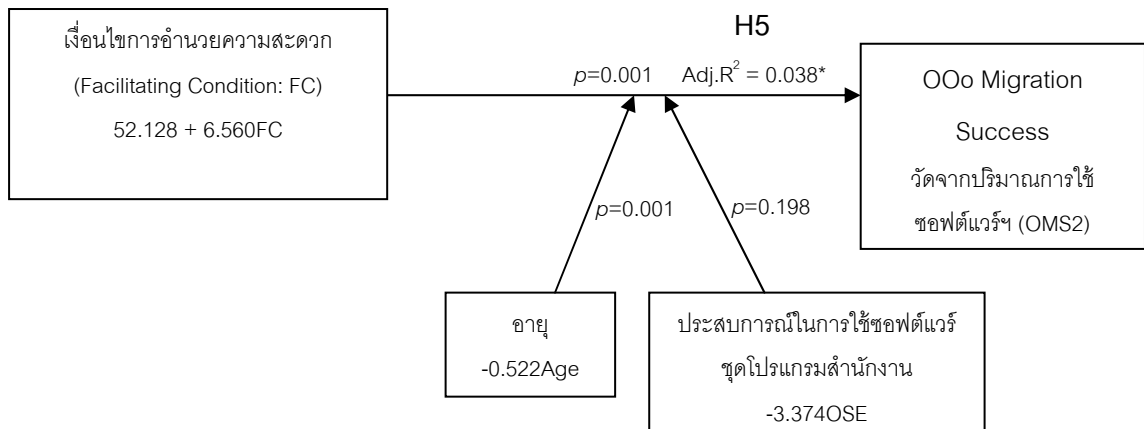 เงื่อนไขการอำนวยความสะดวก
(Facilitating Condition: FC)
52.128 + 6.560FC
H5
p=0.001 Adj.R² = 0.038*
OOo Migration
Success
วัดจากปริมาณการใช้
ซอฟต์แวร์ฯ (OMS2)
p=0.001
p=0.198
อายุ
-0.522Age
ประสบการณ์ในการใช้ซอฟต์แวร์
ชุดโปรแกรมสำนักงาน
-3.374OSE